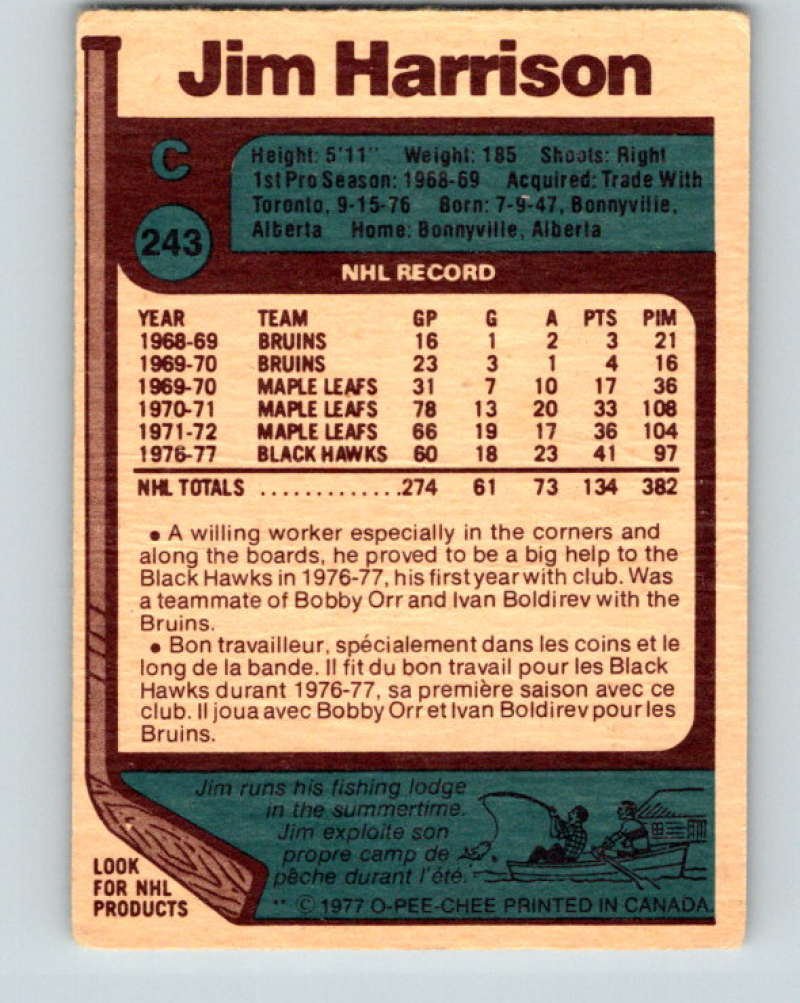 Jim Harrison
C
243
Height: 5'11" Weight: 185 Shoots: Right
1st Pro Season: 1968-69 Acquired: Trade With
Toronto, 9-15-76 Born: 7-9-47, Bonnyville,
Alberta Home: Bonnyville, Alberta
NHL RECORD
YEAR TEAM GP G A PTS PIM
1968-69 BRUINS 16 1 2 3 21
1969-70 BRUINS 23 3 1 4 16
1969-70 MAPLE LEAFS 31 7 10 17 36
1970-71 MAPLE LEAFS 78 13 20 33 108
1971-72 MAPLE LEAFS 66 19 17 36 104
1976-77 BLACK HAWKS 60 18 23 41 97
NHL TOTALS .............274 61 73 134 382
• A willing worker especially in the corners and
along the boards, he proved to be a big help to the
Black Hawks in 1976-77, his first year with club. Was
a teammate of Bobby Orr and Ivan Boldirev with the
Bruins.
• Bon travailleur, spécialement dans les coins et le
long de la bande. Il fit du bon travail pour les Black
Hawks durant 1976-77, sa première saison avec ce
club. Il joua avec Bobby Orr et Ivan Boldirev pour les
Bruins.
Jim runs his fishing lodge
in the summertime.
Jim exploite son
propre camp de
pêche durant l'été.
LOOK
FOR NHL
PRODUCTS
** © 1977 O-PEE-CHEE PRINTED IN CANADA